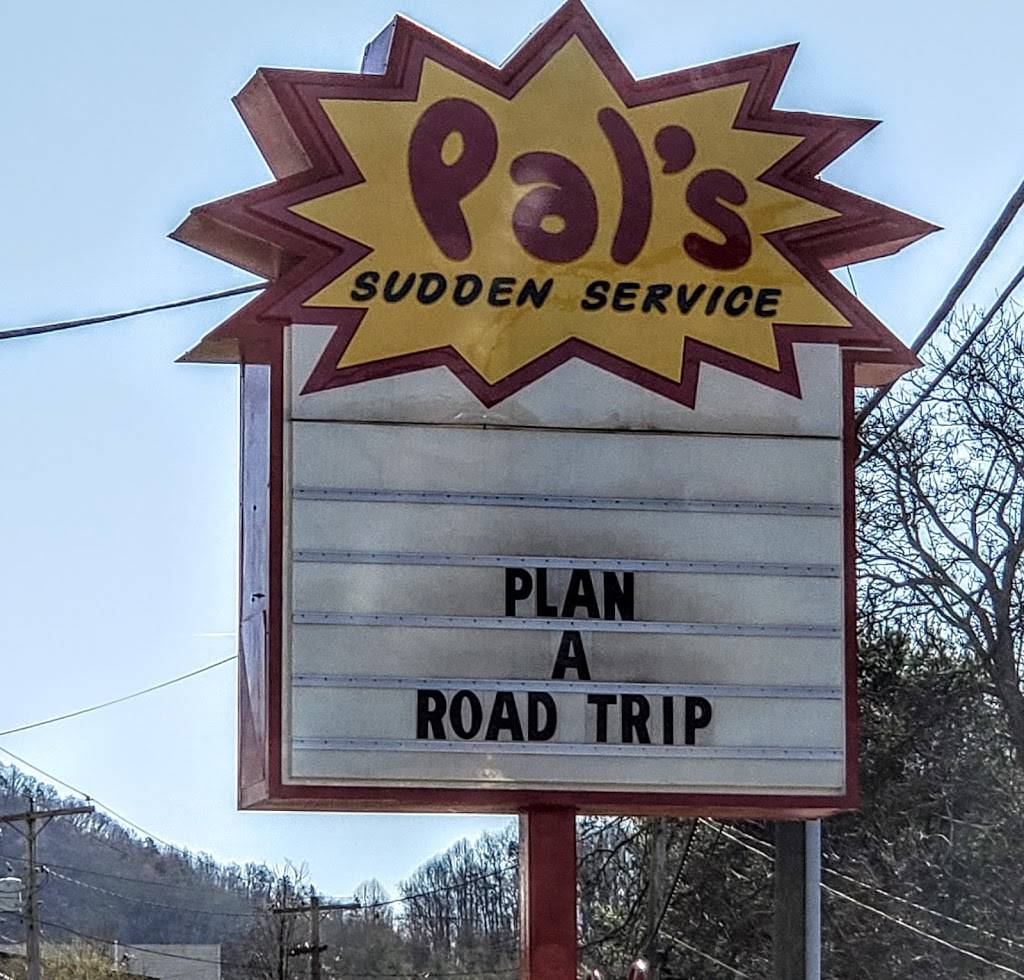 Pal's
SUDDEN SERVICE
PLAN
A
ROAD TRIP